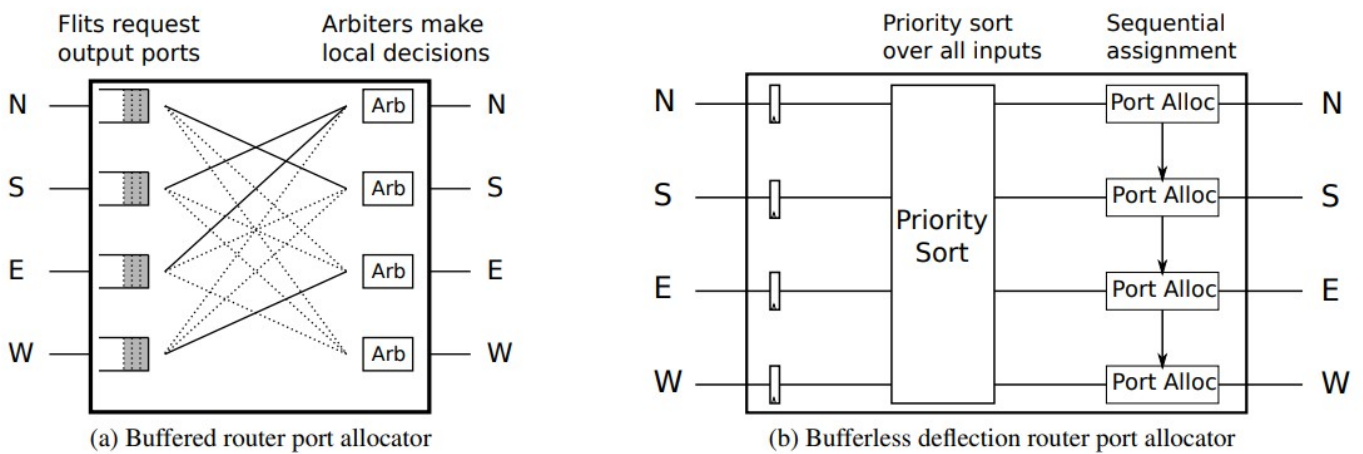 Flits request
output ports
Arbiters make
local decisions
N
Arb
N
S
Arb
S
E
Arb
E
W
Arb
W
(a) Buffered router port allocator
Priority sort
over all inputs
Sequential
assignment
N
Port Alloc
N
S
Port Alloc
S
Priority
Sort
E
Port Alloc
E
W
Port Alloc
W
(b) Bufferless deflection router port allocator